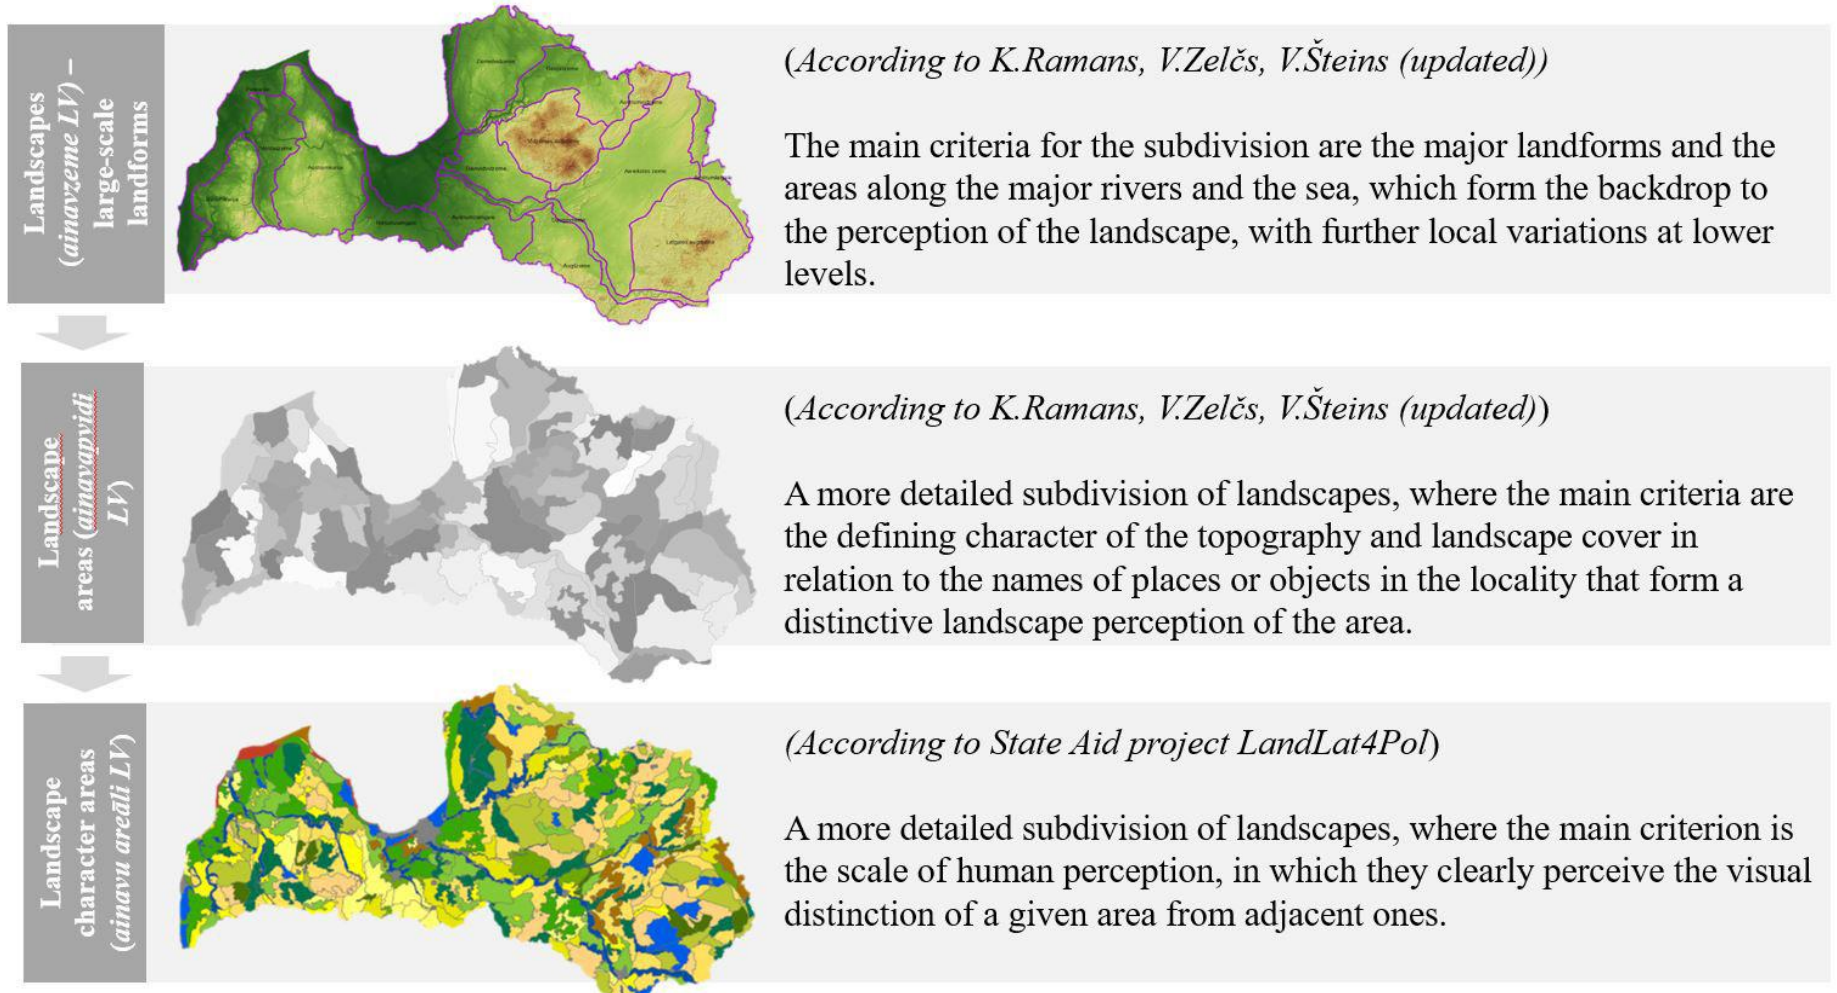 Landscapes
(ainavzeme LV) –
large-scale
landforms
(According to K.Ramans, V.Zelčs, V.Šteins (updated))
The main criteria for the subdivision are the major landforms and the
areas along the major rivers and the sea, which form the backdrop to
the perception of the landscape, with further local variations at lower
levels.
Landscape
areas (ainavapvidi
LV)
(According to K.Ramans, V.Zelčs, V.Šteins (updated))
A more detailed subdivision of landscapes, where the main criteria are
the defining character of the topography and landscape cover in
relation to the names of places or objects in the locality that form a
distinctive landscape perception of the area.
Landscape
character areas
(ainavu areāli LV)
(According to State Aid project LandLat4Pol)
A more detailed subdivision of landscapes, where the main criterion is
the scale of human perception, in which they clearly perceive the visual
distinction of a given area from adjacent ones.